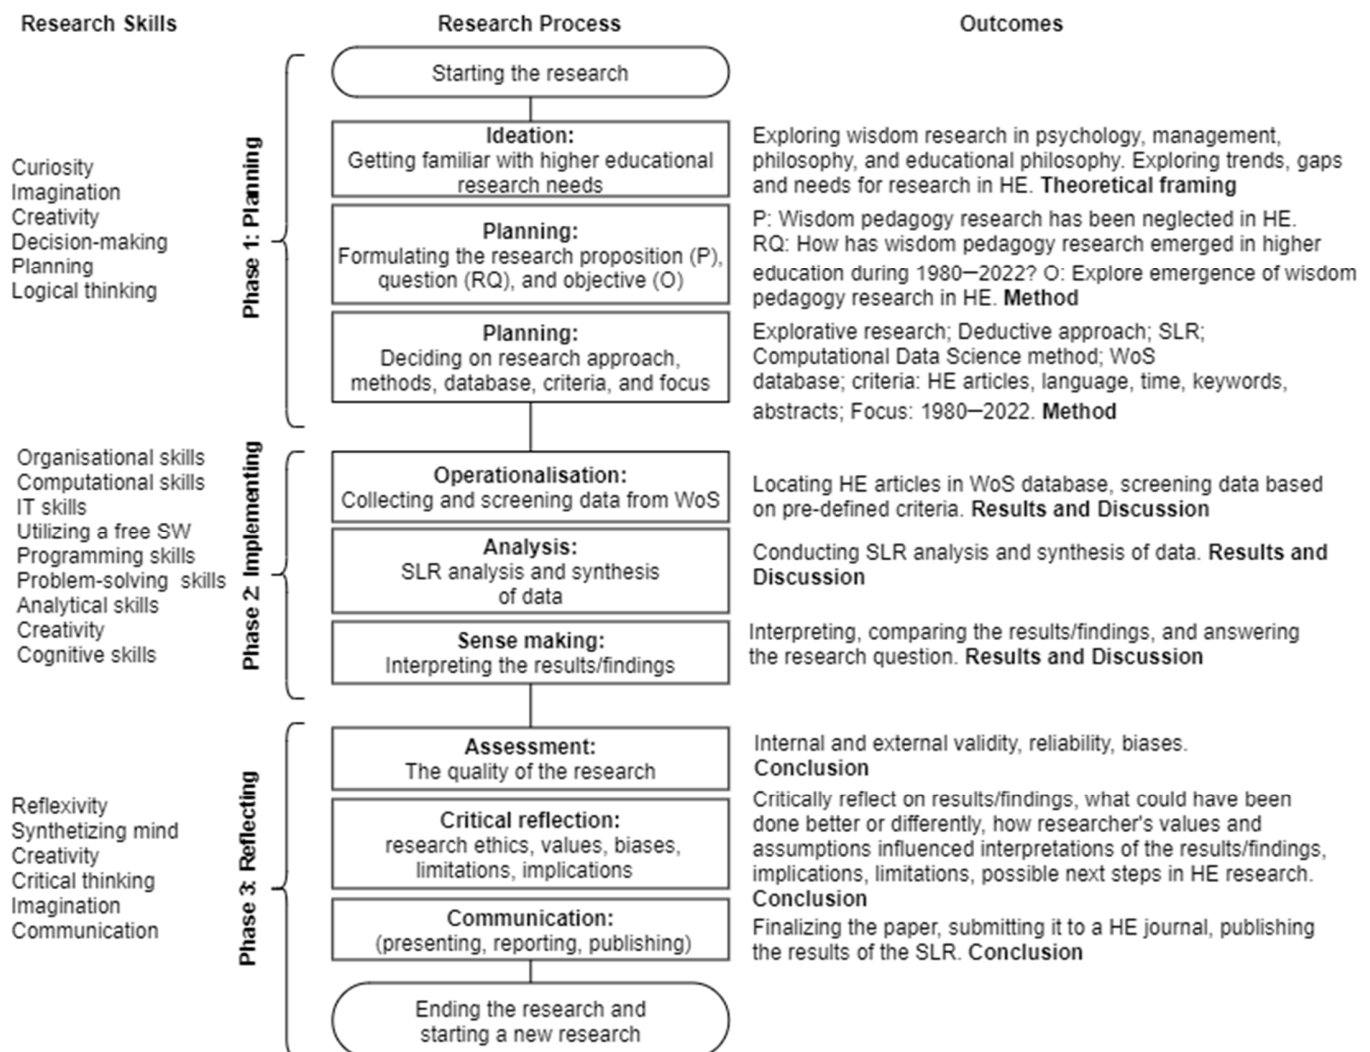 Research Skills
Research Process
Outcomes
Starting the research
Phase 1: Planning
Curiosity
Imagination
Creativity
Decision-making
Planning
Logical thinking
Ideation:
Getting familiar with higher educational
research needs
Exploring wisdom research in psychology, management,
philosophy, and educational philosophy. Exploring trends, gaps
and needs for research in HE. Theoretical framing
Planning:
Formulating the research proposition (P),
question (RQ), and objective (O)
P: Wisdom pedagogy research has been neglected in HE.
RQ: How has wisdom pedagogy research emerged in higher
education during 1980—2022? O: Explore emergence of wisdom
pedagogy research in HE. Method
Planning:
Deciding on research approach,
methods, database, criteria, and focus
Explorative research; Deductive approach; SLR;
Computational Data Science method; WoS
database; criteria: HE articles, language, time, keywords,
abstracts; Focus: 1980—2022. Method
Phase 2: Implementing
Organisational skills
Computational skills
IT skills
Utilizing a free SW
Programming skills
Problem-solving skills
Analytical skills
Creativity
Cognitive skills
Operationalisation:
Collecting and screening data from WoS
Locating HE articles in WoS database, screening data based
on pre-defined criteria. Results and Discussion
Analysis:
SLR analysis and synthesis
of data
Conducting SLR analysis and synthesis of data. Results and
Discussion
Sense making:
Interpreting the results/findings
Interpreting, comparing the results/findings, and answering
the research question. Results and Discussion
Phase 3: Reflecting
Reflexivity
Synthetizing mind
Creativity
Critical thinking
Imagination
Communication
Assessment:
The quality of the research
Internal and external validity, reliability, biases.
Conclusion
Critical reflection:
research ethics, values, biases,
limitations, implications
Critically reflect on results/findings, what could have been
done better or differently, how researcher's values and
assumptions influenced interpretations of the results/findings,
implications, limitations, possible next steps in HE research.
Conclusion
Communication:
(presenting, reporting, publishing)
Finalizing the paper, submitting it to a HE journal, publishing
the results of the SLR. Conclusion
Ending the research and
starting a new research